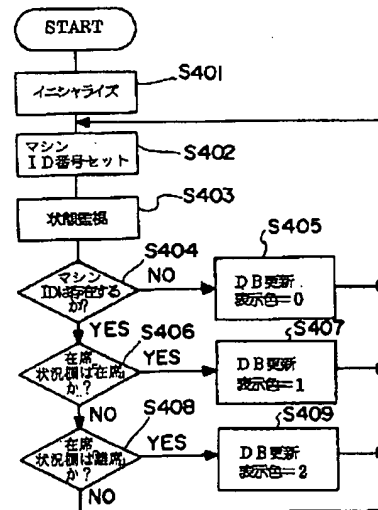 START
S401
イニシャライズ
マシン
ID番号セット
S402
S403
状態監視
S404
マシン
IDは存在する
か?
NO
YES
S405
DB更新
表示色=0
S406
在席
状況欄は「在席」
か?
YES
NO
S407
DB更新
表示色=1
S408
在席
状況欄は「離席」
か?
YES
NO
S409
DB更新
表示色=2